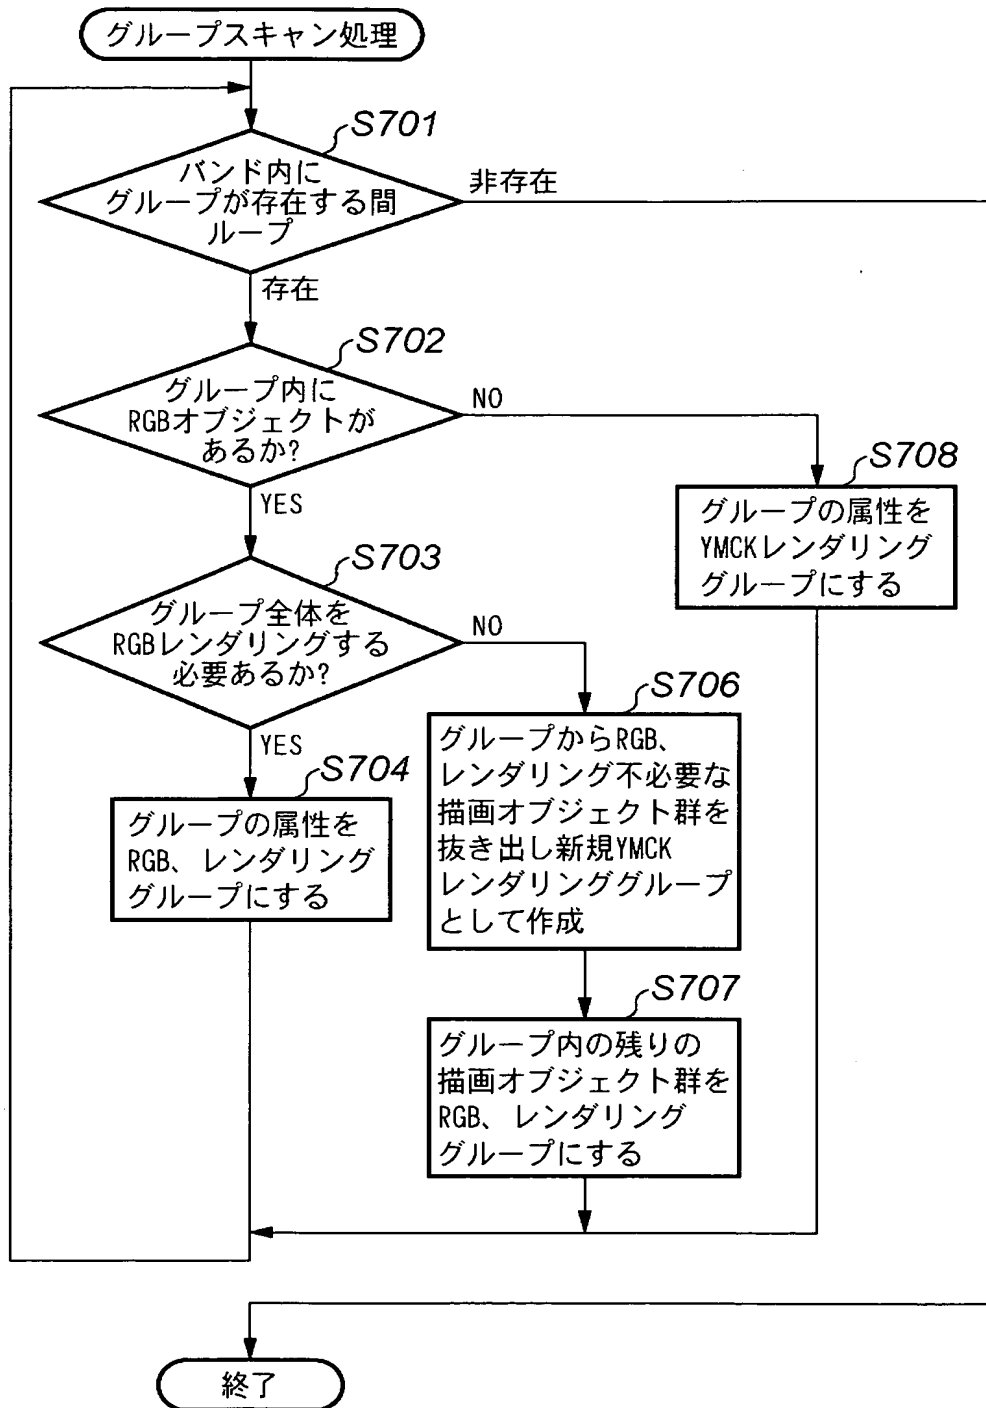 グループスキャン処理
S701
バンド内に
グループが存在する間
ループ
非存在
存在
S702
グループ内に
RGBオブジェクトが
あるか?
NO
YES
S708
グループの属性を
YMCKレンダリング
グループにする
S703
グループ全体を
RGBレンダリングする
必要あるか?
NO
YES
S704
グループの属性を
RGB、レンダリング
グループにする
S706
グループからRGB、
レンダリング不必要な
描画オブジェクト群を
抜き出し新規YMCK
レンダリンググループ
として作成
S707
グループ内の残りの
描画オブジェクト群を
RGB、レンダリング
グループにする
終了